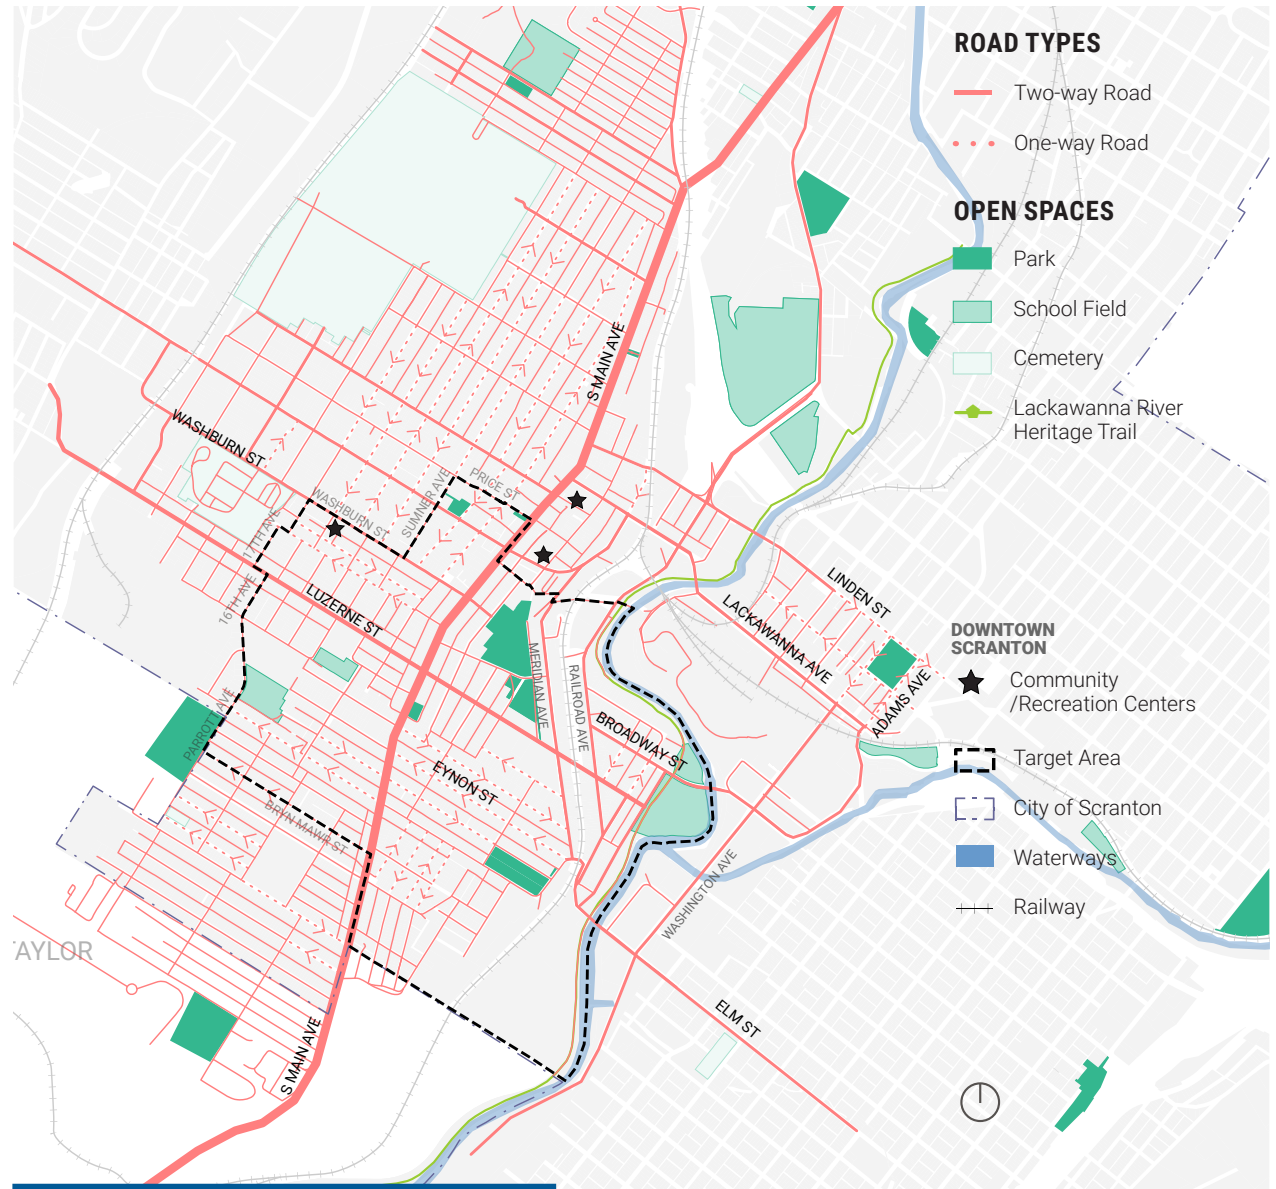 ROAD TYPES
Two-way Road
One-way Road
OPEN SPACES
Park
School Field
Cemetery
Lackawanna River
Heritage Trail
S MAIN AVE
WASHBURN ST
PRICE ST
SUMNER AVE
WASHBURN ST
17TH AVE
16TH AVE
LUZERNE ST
LINDEN ST
LACKAWANNA AVE
ADAMS AVE
DOWNTOWN
SCRANTON
Community
/Recreation Centers
MERIDIAN AVE
RAILROAD AVE
PARROTT AVE
BROADWAY ST
Target Area
EYNON ST
City of Scranton
BRYN MAWR ST
Waterways
WASHINGTON AVE
Railway
TAYLOR
ELM ST
S MAIN AVE